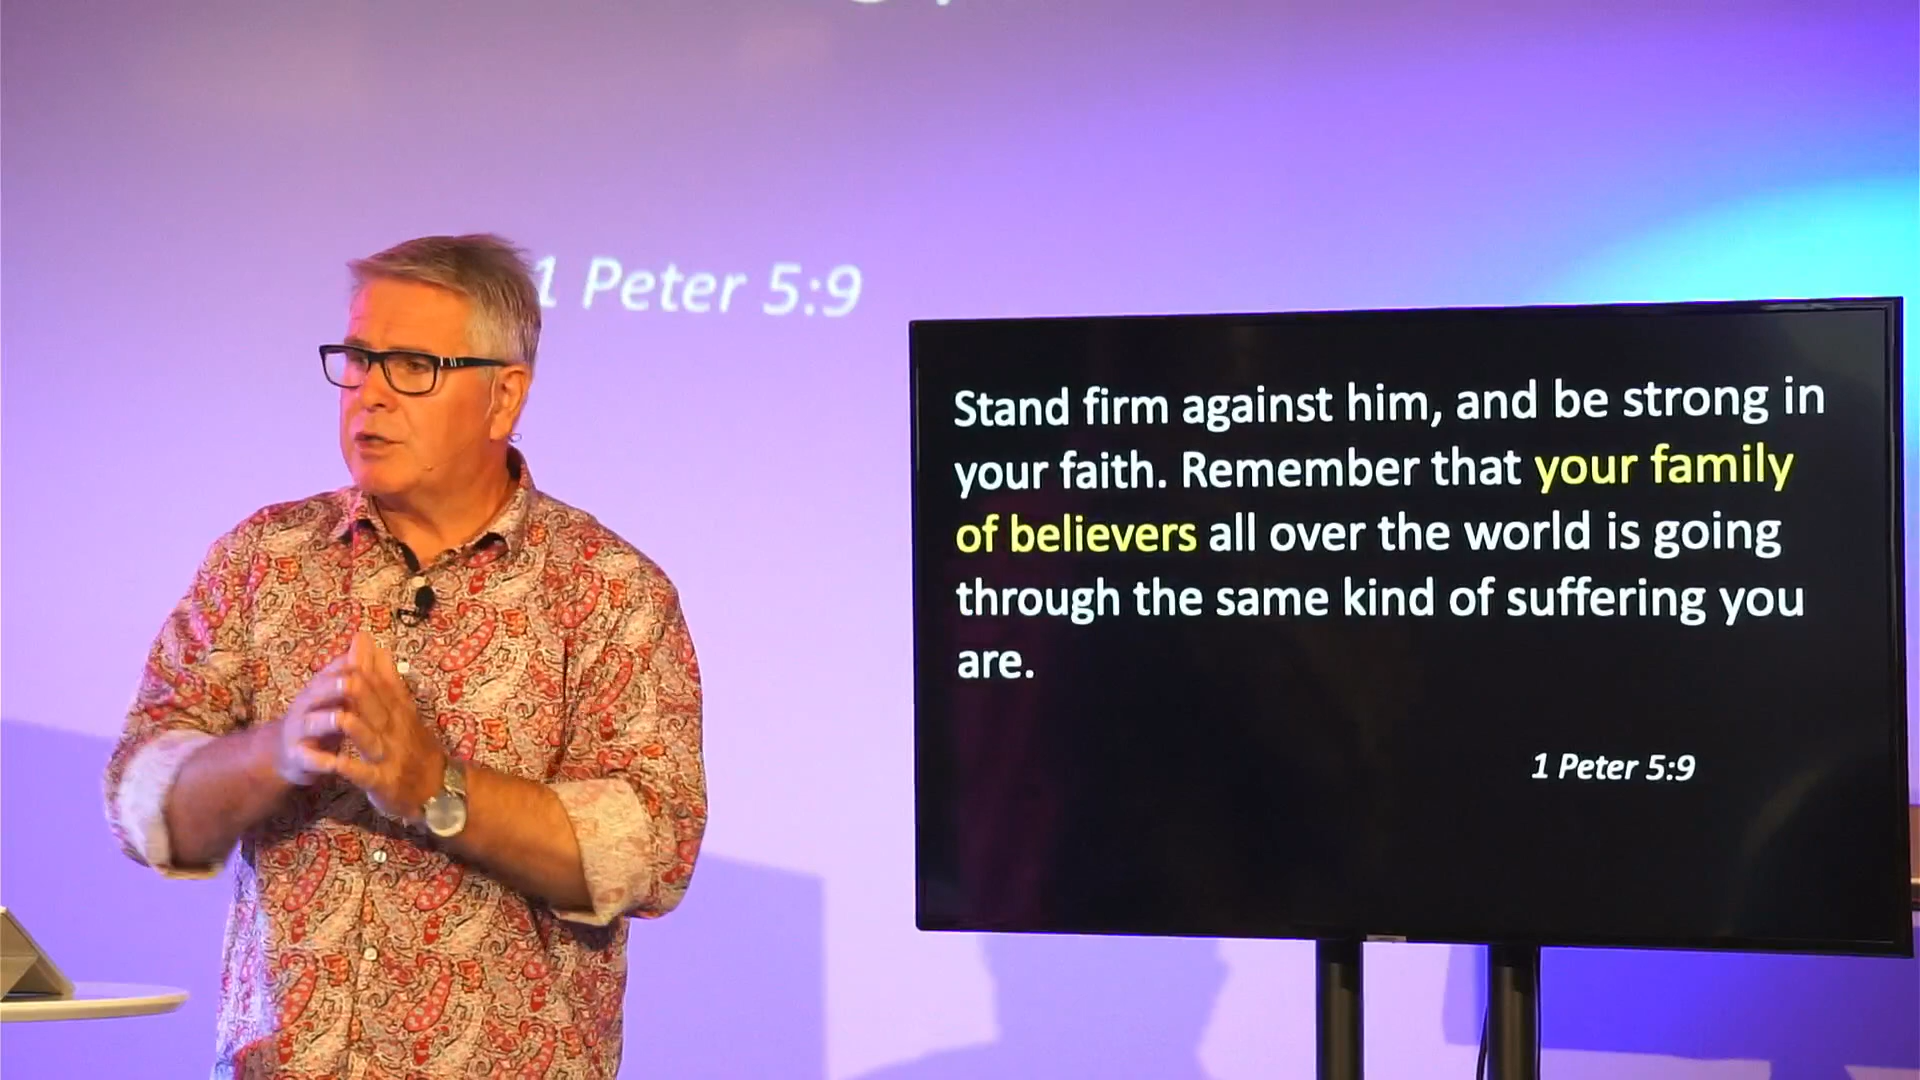 1 Peter 5:9
Stand firm against him, and be strong in
your faith. Remember that your family
of believers all over the world is going
through the same kind of suffering you
are.
1 Peter 5:9